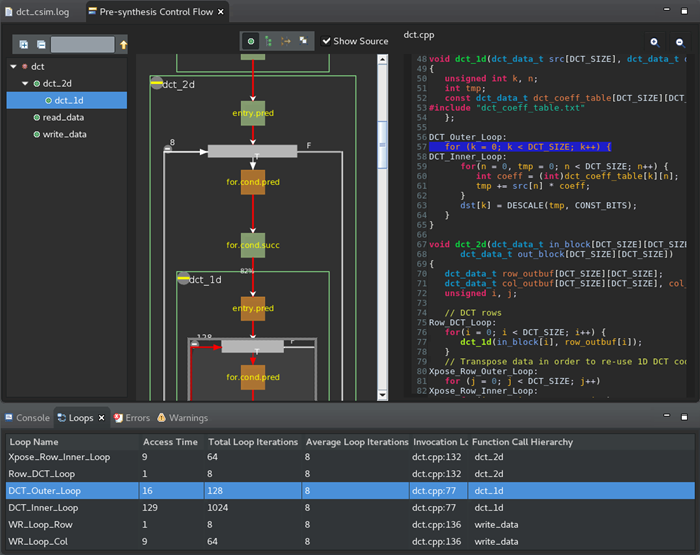 dct_csim.log
Pre-synthesis Control Flow
dct
dct_2d
dct_1d
read_data
write_data
Show Source
dct_2d
entry.pred
8
F
T
for.cond.pred
for.cond.succ
82%
dct_1d
entry.pred
128
F
T
for.cond.pred
dct.cpp
48 void dct_1d(dct_data_t src[DCT_SIZE], dct_data_t
49 {
50 unsigned int k, n;
51 int tmp;
52 const dct_data_t dct_coeff_table[DCT_SIZE][DCT_
53 #include "dct_coeff_table.txt"
54 };
55
56 DCT_Outer_Loop:
57 for (k = 0; k < DCT_SIZE; k++) {
58 DCT_Inner_Loop:
59 for(n = 0, tmp = 0; n < DCT_SIZE; n++) {
60 int coeff = (int)dct_coeff_table[k][n];
61 tmp += src[n] * coeff;
62 }
63 dst[k] = DESCALE(tmp, CONST_BITS);
64 }
65 }
66
67 void dct_2d(dct_data_t in_block[DCT_SIZE][DCT_SIZE
68 dct_data_t out_block[DCT_SIZE][DCT_SIZE])
69 {
70 dct_data_t row_outbuf[DCT_SIZE][DCT_SIZE];
71 dct_data_t col_outbuf[DCT_SIZE][DCT_SIZE], col_
72 unsigned i, j;
73
74 // DCT rows
75 Row_DCT_Loop:
76 for(i = 0; i < DCT_SIZE; i++) {
77 dct_1d(in_block[i], row_outbuf[i]);
78 }
79 // Transpose data in order to re-use 1D DCT co
80 Xpose_Row_Outer_Loop:
81 for (j = 0; j < DCT_SIZE; j++)
82 Xpose_Row_Inner_Loop:
Console
Loops
Errors
Warnings
Loop Name Access Time Total Loop Iterations Average Loop Iterations Invocation Lo Function Call Hierarchy
Xpose_Row_Inner_Loop 9 64 8 dct.cpp:132 dct_2d
Row_DCT_Loop 1 8 8 dct.cpp:132 dct_2d
DCT_Outer_Loop 16 128 8 dct.cpp:77 dct_1d
DCT_Inner_Loop 129 1024 8 dct.cpp:77 dct_1d
WR_Loop_Row 1 8 8 dct.cpp:136 write_data
WR_Loop_Col 9 64 8 dct.cpp:136 write_data